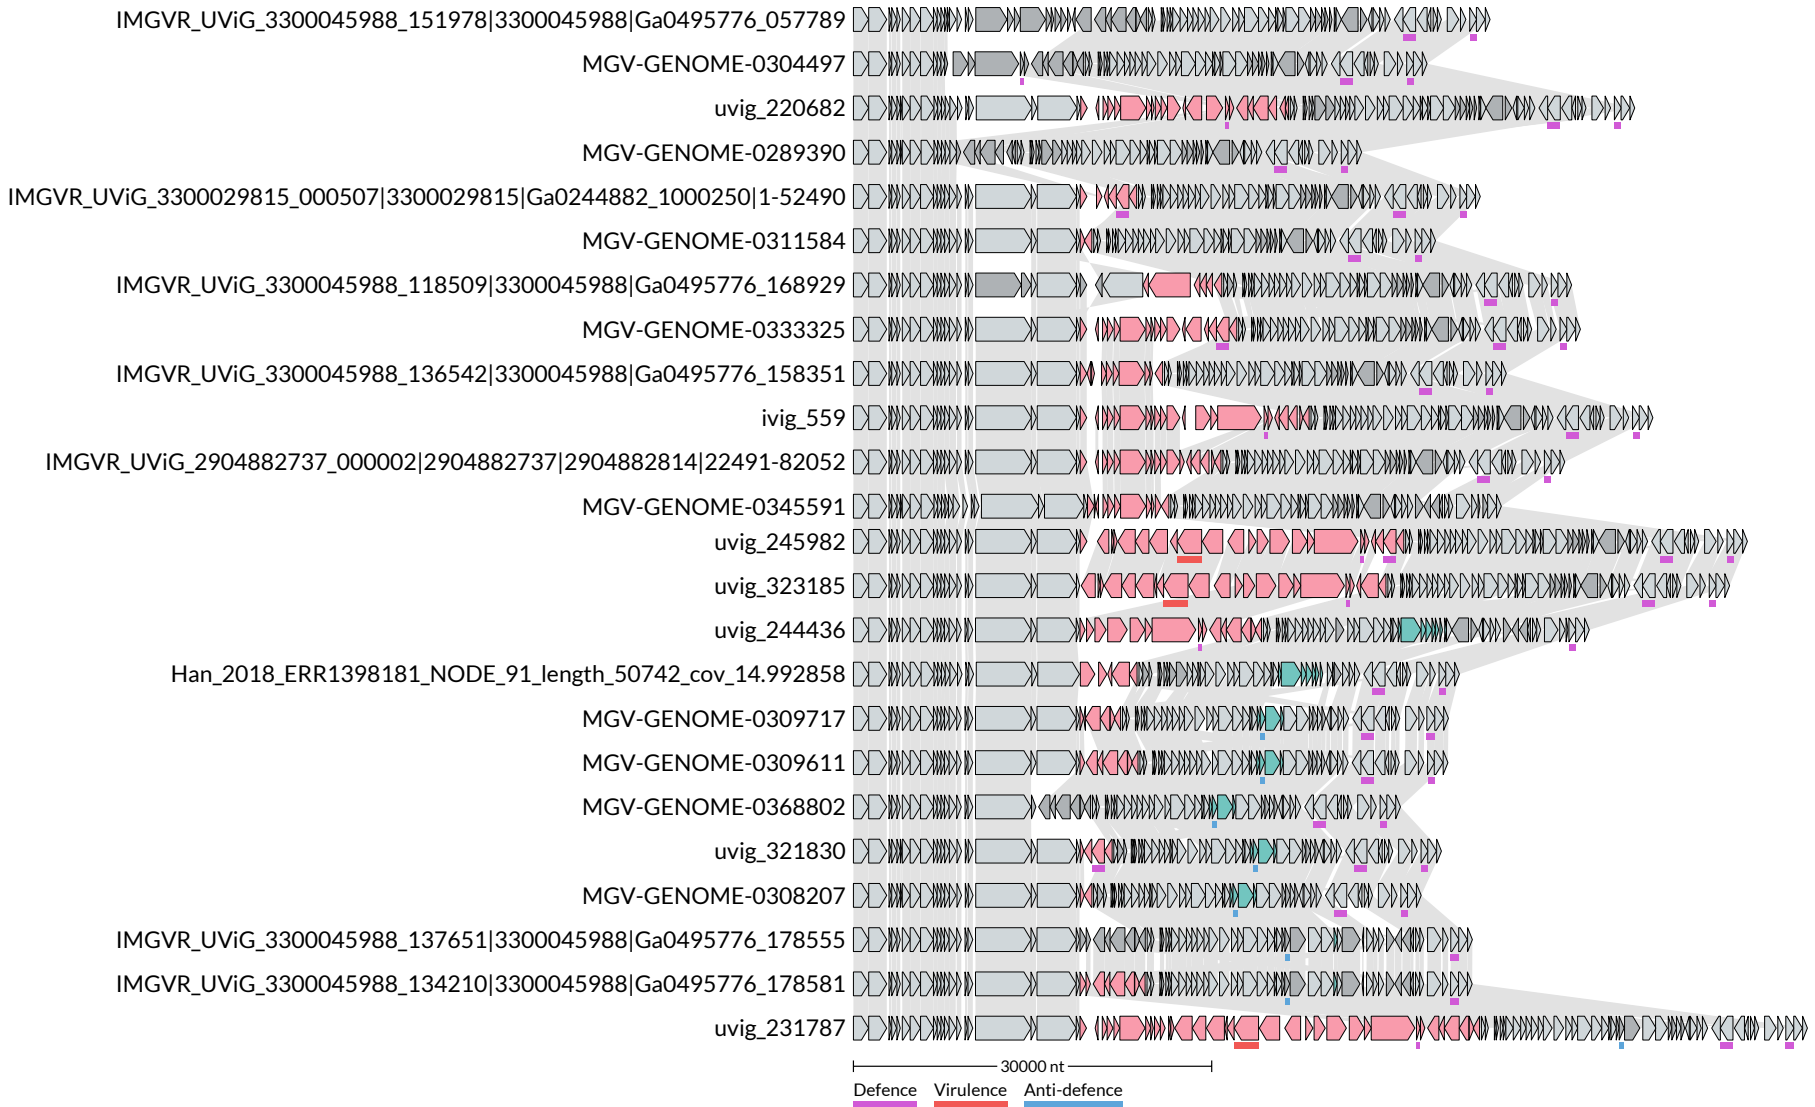 IMGVR_UViG_3300045988_151978|3300045988|Ga0495776_057789
MGV-GENOME-0304497
uvig_220682
MGV-GENOME-0289390
IMGVR_UViG_3300029815_000507|3300029815|Ga0244882_1000250|1-52490
MGV-GENOME-0311584
IMGVR_UViG_3300045988_118509|3300045988|Ga0495776_168929
MGV-GENOME-0333325
IMGVR_UViG_3300045988_136542|3300045988|Ga0495776_158351
ivig_559
IMGVR_UViG_2904882737_000002|2904882737|2904882814|22491-82052
MGV-GENOME-0345591
uvig_245982
uvig_323185
uvig_244436
Han_2018_ERR1398181_NODE_91_length_50742_cov_14.992858
MGV-GENOME-0309717
MGV-GENOME-0309611
MGV-GENOME-0368802
uvig_321830
MGV-GENOME-0308207
IMGVR_UViG_3300045988_137651|3300045988|Ga0495776_178555
IMGVR_UViG_3300045988_134210|3300045988|Ga0495776_178581
uvig_231787
30000 nt
Defence Virulence Anti-defence